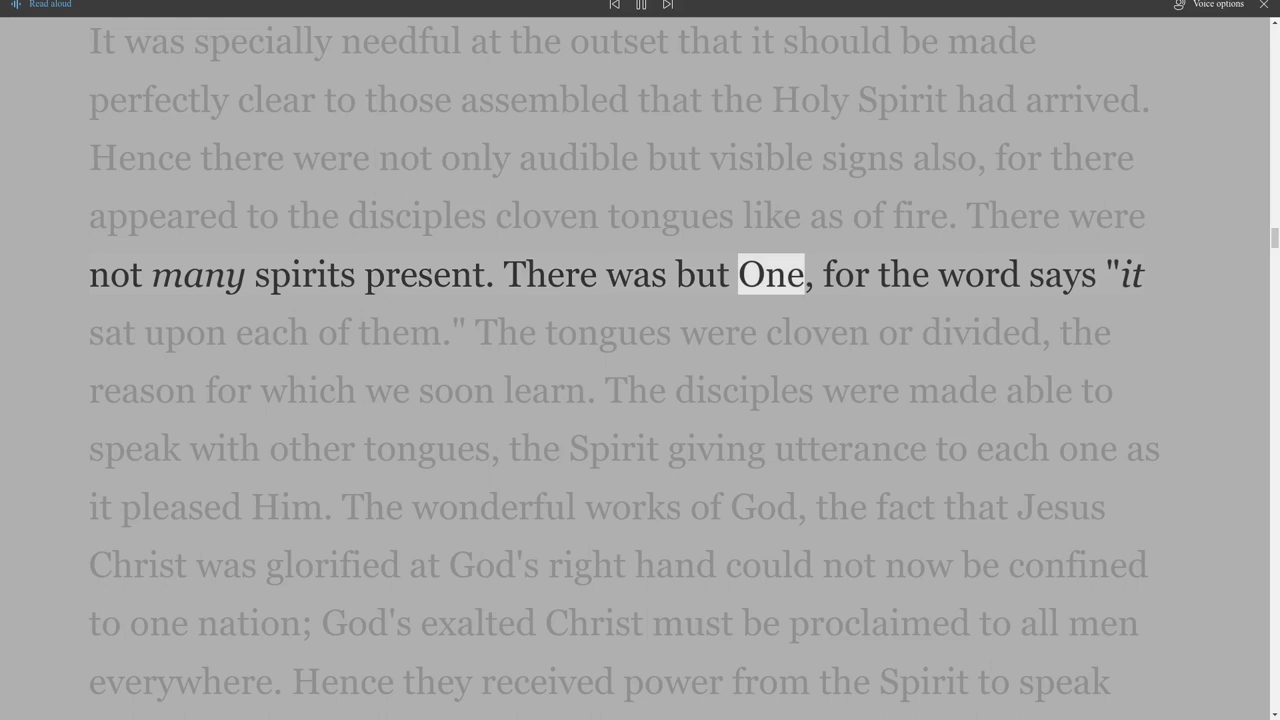 Read aloud
Voice options
It was specially needful at the outset that it should be made
perfectly clear to those assembled that the Holy Spirit had arrived.
Hence there were not only audible but visible signs also, for there
appeared to the disciples cloven tongues like as of fire. There were
not many spirits present. There was but One, for the word says "it
sat upon each of them." The tongues were cloven or divided, the
reason for which we soon learn. The disciples were made able to
speak with other tongues, the Spirit giving utterance to each one as
it pleased Him. The wonderful works of God, the fact that Jesus
Christ was glorified at God's right hand could not now be confined
to one nation; God's exalted Christ must be proclaimed to all men
everywhere. Hence they received power from the Spirit to speak